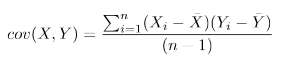 cov(X, Y) = \frac{\sum_{i=1}^{n}(X_i - \bar{X})(Y_i - \bar{Y})}{(n-1)}